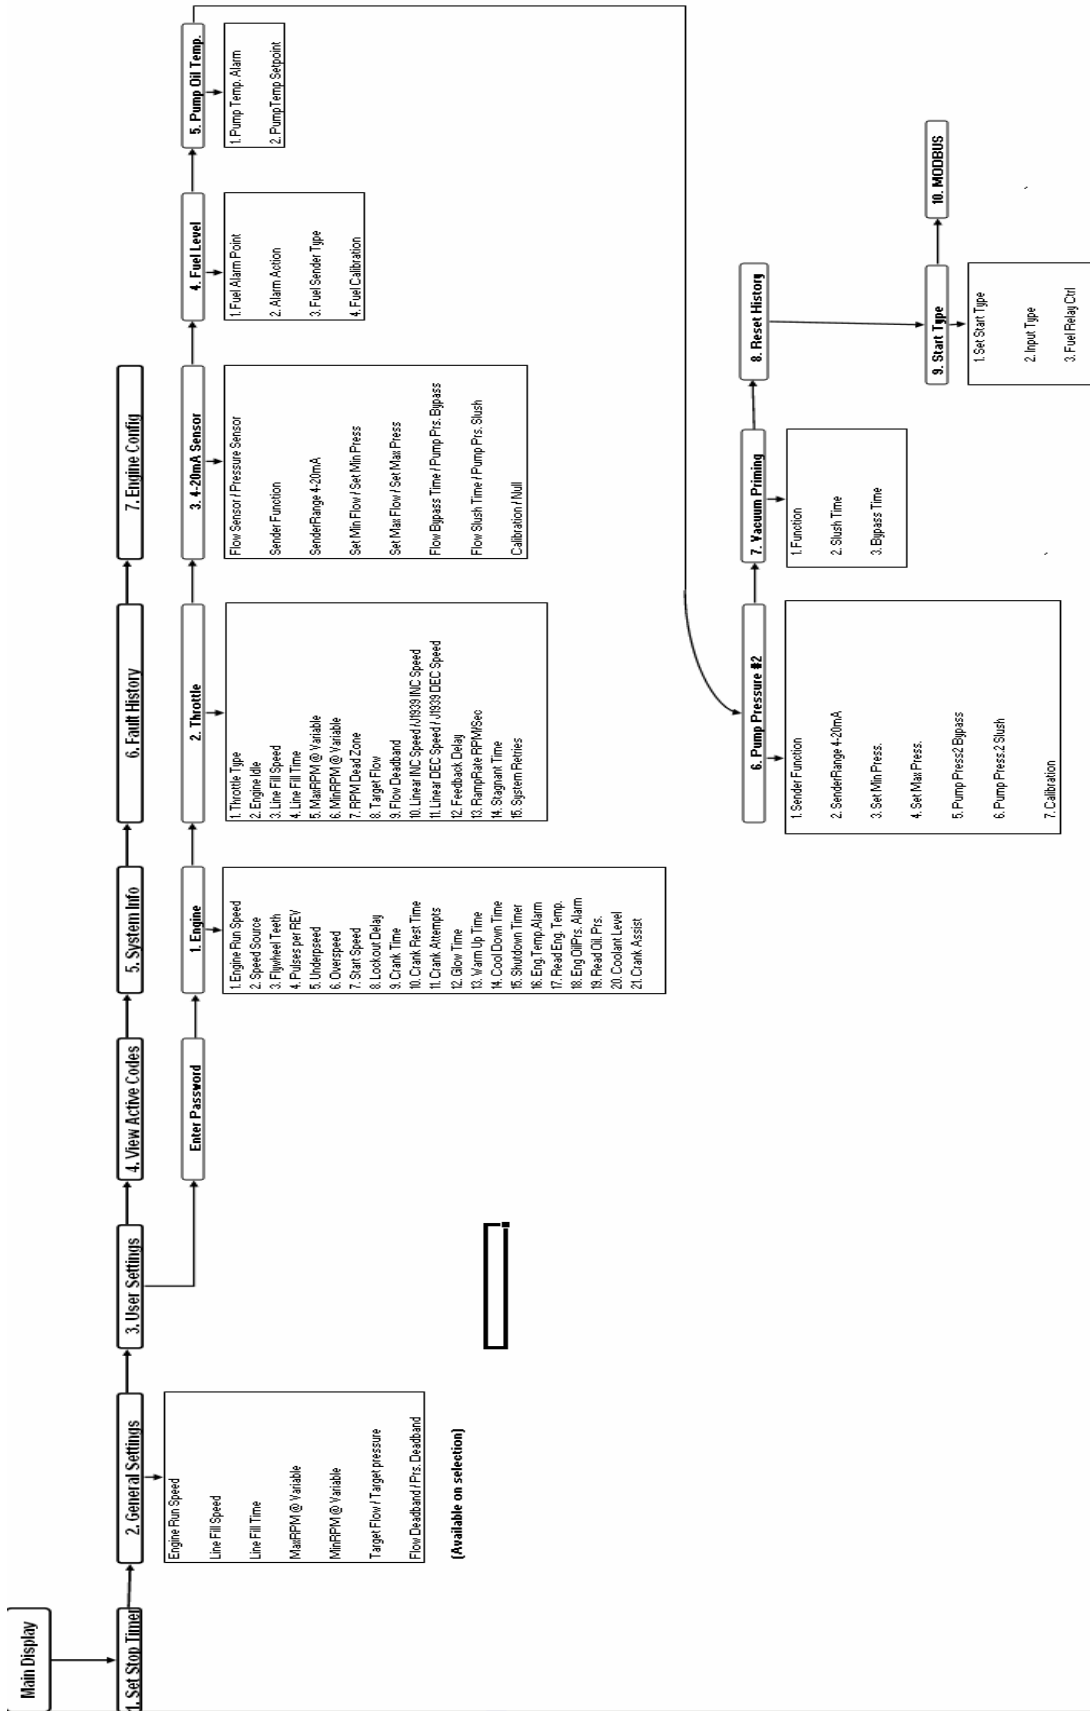 Main Display
1. Set Stop Timer
2. General Settings
Engine Run Speed
Line Fill Speed
Line Fill Time
MaxRPM @ Variable
MinRPM @ Variable
Target Flow / Target pressure
Flow Deadband / Prs. Deadband
(Available on selection)
3. User Settings
4. View Active Codes
5. System Info
6. Fault History
7. Engine Config
Enter Password
1. Engine
1. Engine Run Speed
2. Speed Source
3. Flywheel Teeth
4. Pulses per REV
5. Underpseed
6. Overspeed
7. Start Speed
8. Lockout Delay
9. Crank Time
10. Crank Rest Time
11. Crank Attempts
12. Glow Time
13. Warm Up Time
14. Cool Down Time
15. Shutdown Timer
16. Eng. Temp. Alarm
17. Read Eng. Temp.
18. Eng Oil Prs. Alarm
19. Read Oil. Prs.
20. Coolant Level
21. Crank Assist
2. Throttle
1. Throttle Type
2. Engine Idle
3. Line Fill Speed
4. Line Fill Time
5. MaxRPM @ Variable
6. MinRPM @ Variable
7. RPM Dead Zone
8. Target Flow
9. Flow Deadband
10. Linear INC Speed / J1939 INC Speed
11. Linear DEC Speed / J1939 DEC Speed
12. Feedback Delay
13. RampRate RPM/Sec
14. Stagnant Time
15. System Retries
3. 4-20mA Sensor
Flow Sensor / Pressure Sensor
Sender Function
SenderRange 4-20mA
Set Min Flow / Set Min Press
Set Max Flow / Set Max Press
Flow Bypass Time / Pump Prs. Bypass
Flow Slush Time / Pump Prs. Slush
Calibration / Null
4. Fuel Level
1. Fuel Alarm Point
2. Alarm Action
3. Fuel Sender Type
4. Fuel Calibration
5. Pump Oil Temp.
1. Pump Temp. Alarm
2. PumpTemp Setpoint
6. Pump Pressure #2
1. Sender Function
2. SenderRange 4-20mA
3. Set Min Press.
4. Set Max Press.
5. Pump Press2 Bypass
6. Pump Press.2 Slush
7. Calibration
7. Vacuum Priming
1. Function
2. Slush Time
3. Bypass Time
8. Reset History
9. Start Type
1. Set Start Type
2. Input Type
3. Fuel Relay Ctrl
10. MODBUS